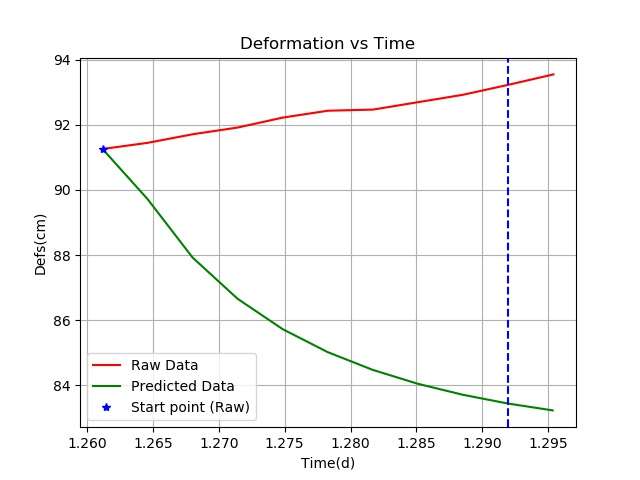 Deformation vs Time
94
92
90
88
86
84
Defs(cm)
Raw Data
Predicted Data
Start point (Raw)
1.260 1.265 1.270 1.275 1.280 1.285 1.290 1.295
Time(d)